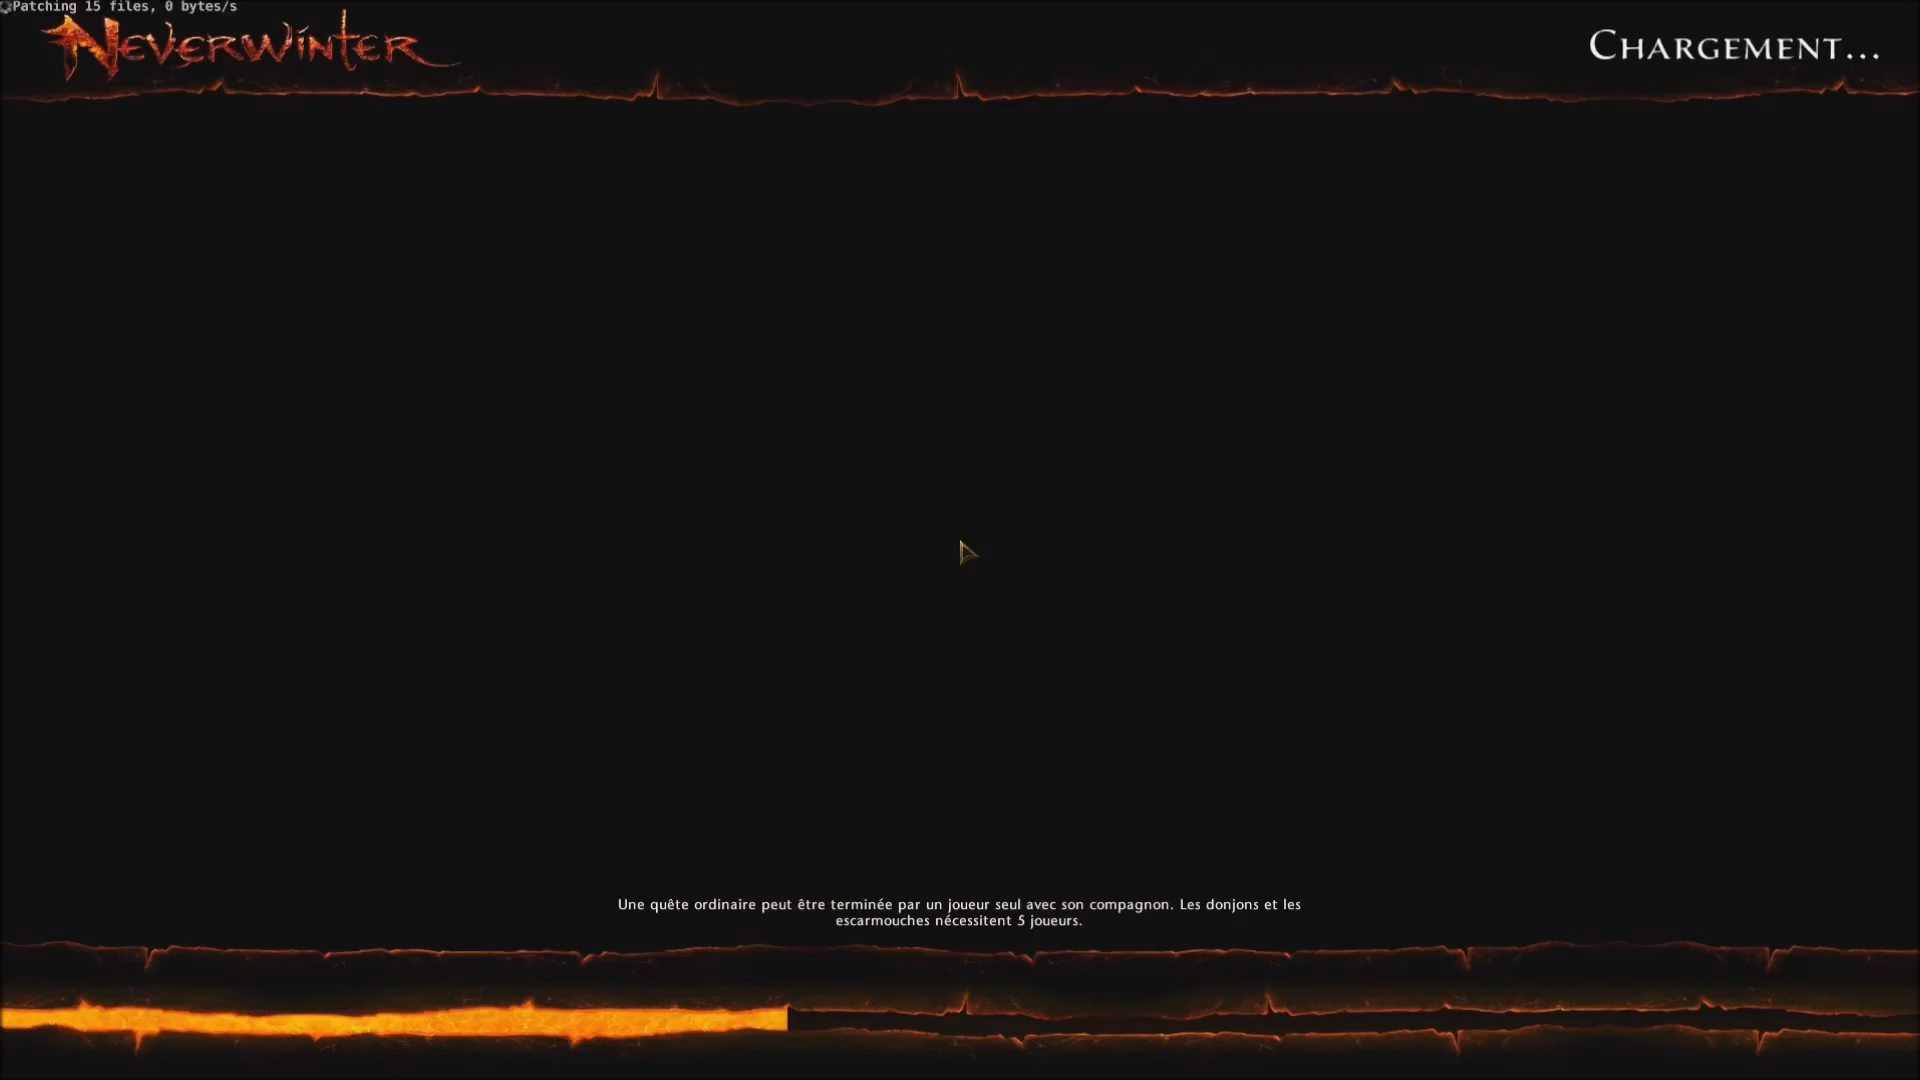 Patching 15 files, 0 bytes/s
NEVERWINTER
CHARGEMENT...
Une quête ordinaire peut être terminée par un joueur seul avec son compagnon. Les donjons et les
escarmouches nécessitent 5 joueurs.